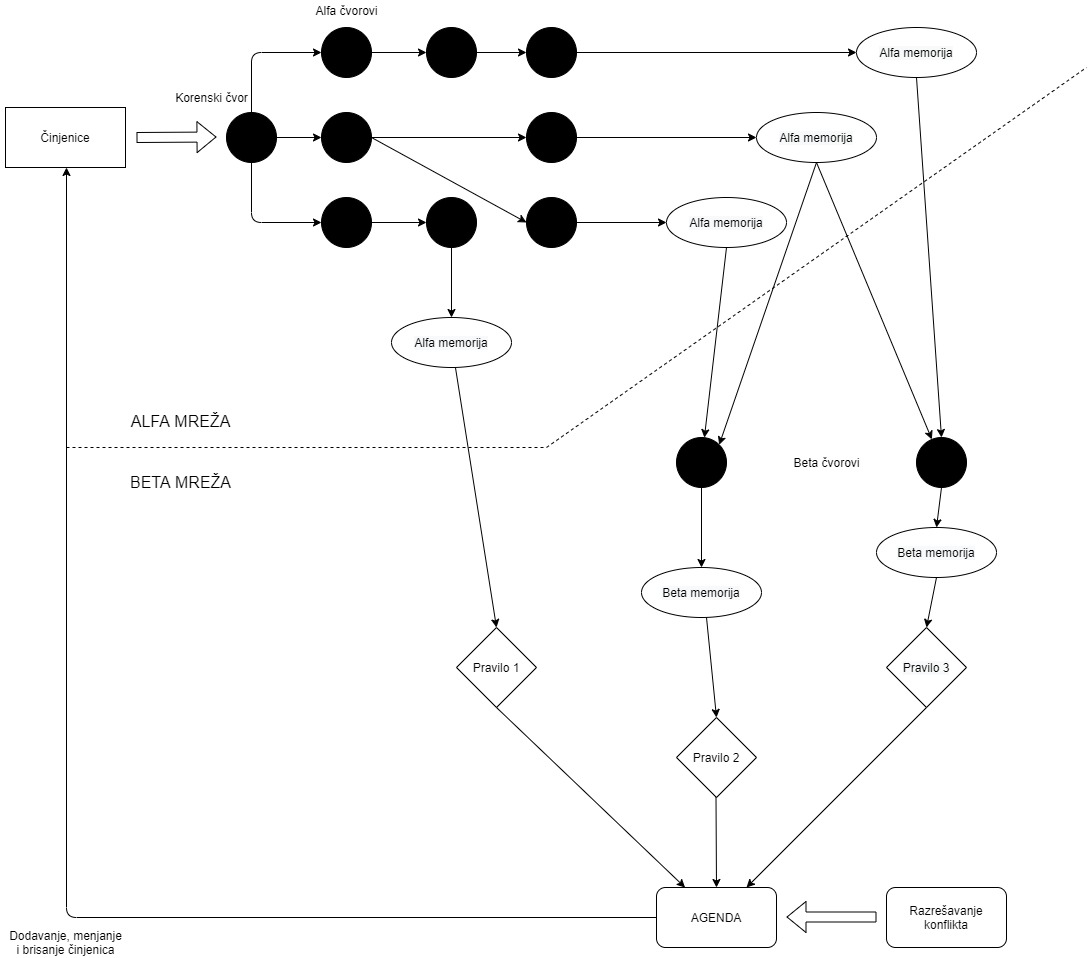 Alfa čvorovi
Alfa memorija
Korenski čvor
Činjenice
Alfa memorija
Alfa memorija
Alfa memorija
ALFA MREŽA
BETA MREŽA
Beta čvorovi
Beta memorija
Beta memorija
Pravilo 1
Pravilo 3
Pravilo 2
AGENDA
Razrešavanje
konflikta
Dodavanje, menjanje
i brisanje činjenica